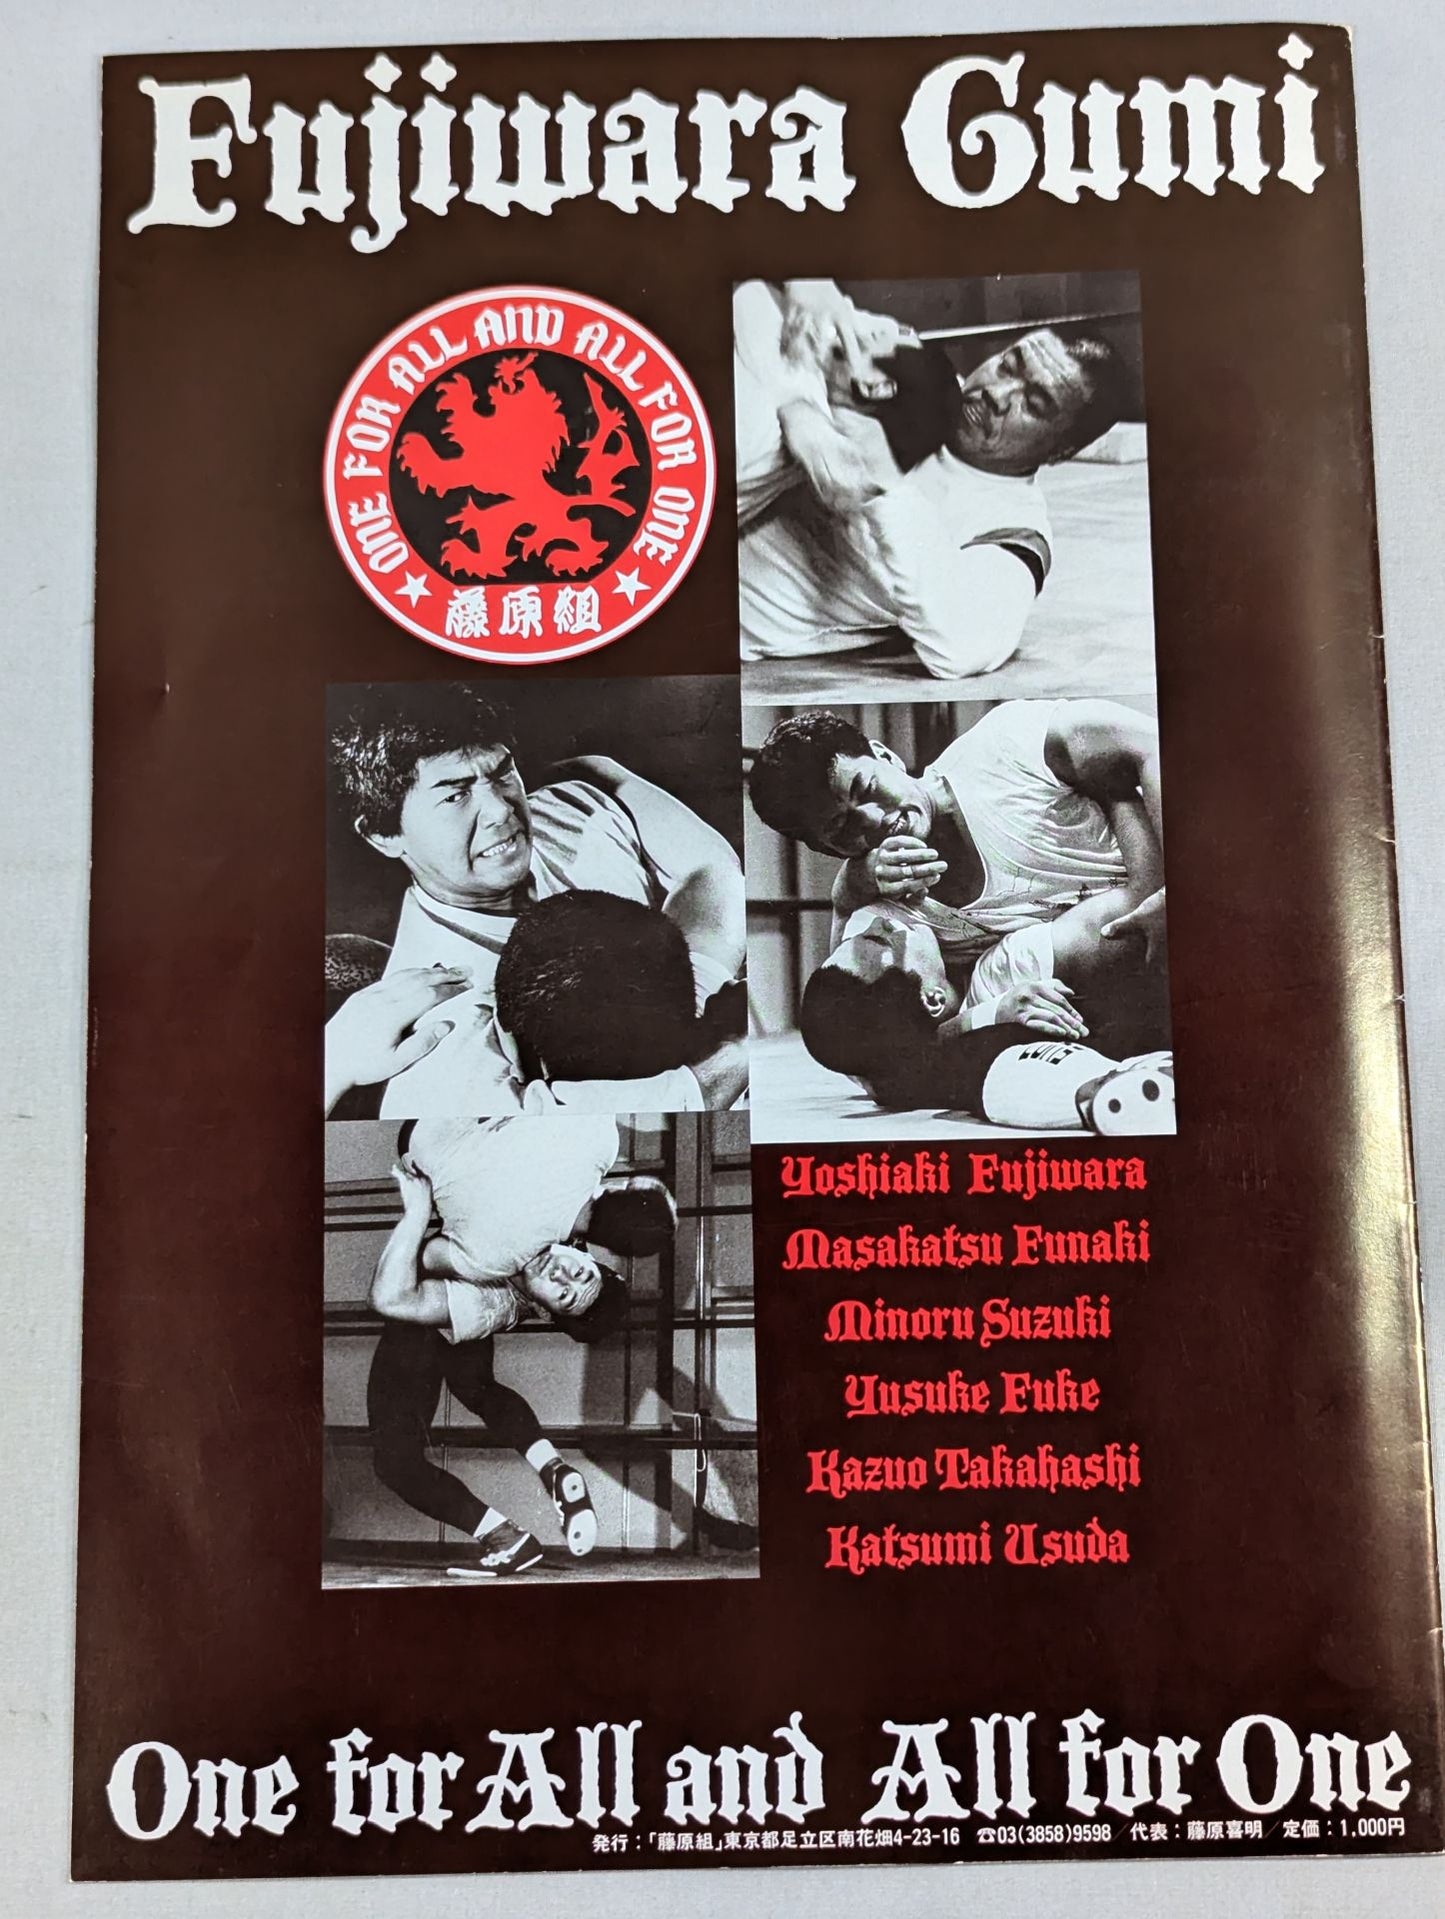 Fujiwara Gumi
ONE FOR ALL AND ALL FOR ONE
★藤原組★
Yoshiaki Fujiwara
Masakatsu Funaki
Minoru Suzuki
Yusuke Fuke
Kazuo Takahashi
Katsumi Usuda
One for All and All for One
発行：「藤原組」東京都足立区南花畑4-23-16 ☎03(3858)9598／代表：藤原喜明／定価：1,000円